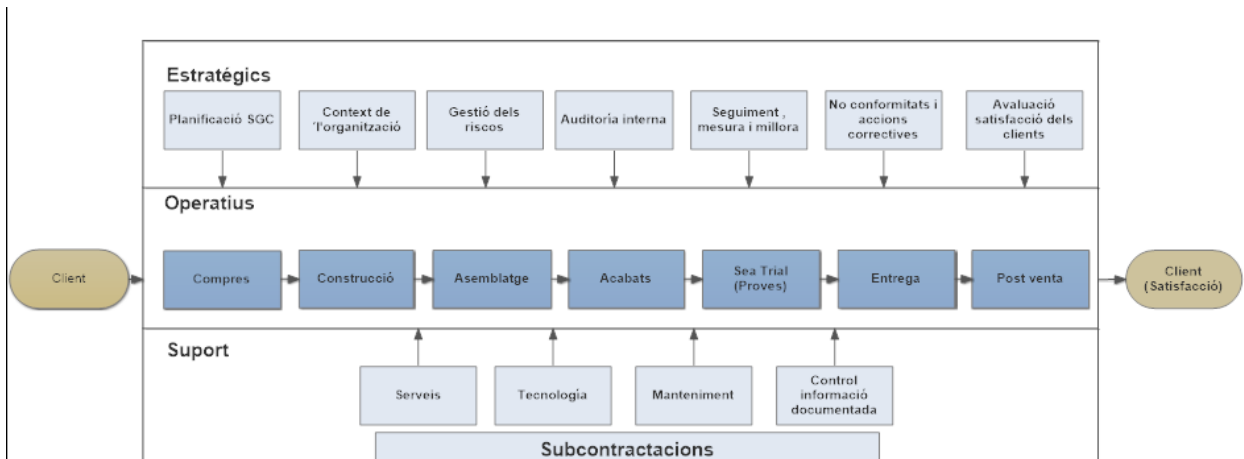 Estratégics
Planificació SGC
Context de
'l'organització
Gestió dels
riscos
Auditoría interna
Seguiment ,
mesura i millora
No conformitats i
accions
correctives
Avaluació
satisfacció dels
clients
Operatius
Client
Compres
Construcció
Asemblatge
Acabats
Sea Trial
(Proves)
Entrega
Post venta
Client
(Satisfacció)
Suport
Serveis
Tecnología
Manteniment
Control
informació
documentada
Subcontractacions